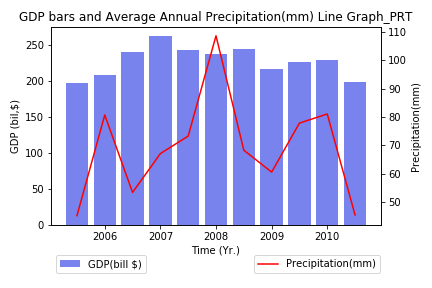 GDP bars and Average Annual Precipitation(mm) Line Graph_PRT
GDP (bil,$)
250
200
150
100
50
0
110
100
90
80
70
60
50
Precipitation(mm)
2006 2007 2008 2009 2010
Time (Yr.)
GDP(bill $)
Precipitation(mm)